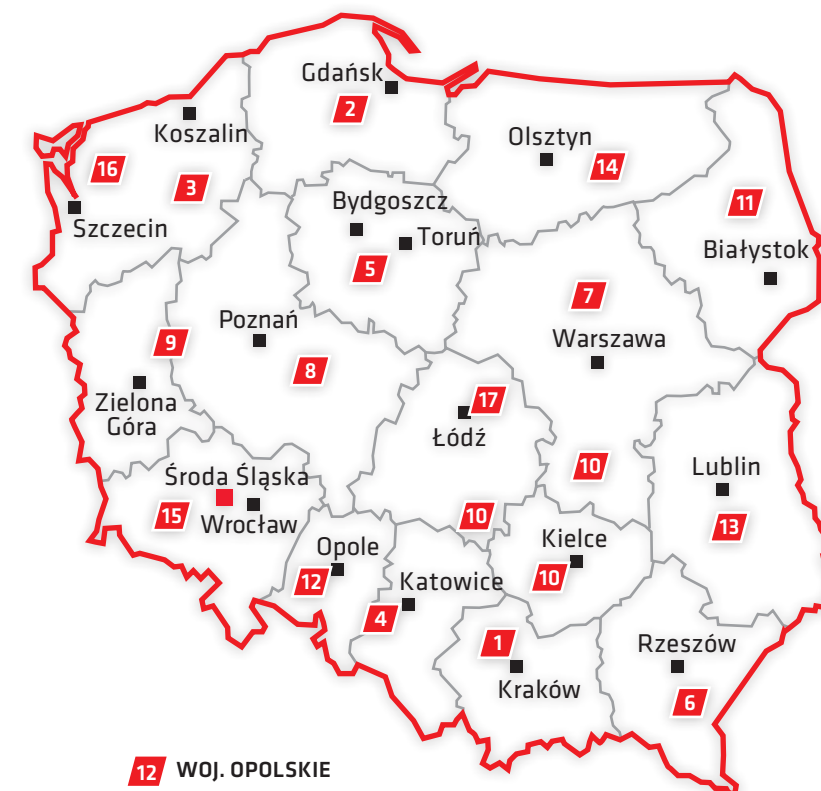 Gdańsk
2
Koszalin
Olsztyn
16
14
3
Bydgoszcz
11
Szczecin
Toruń
Białystok
5
7
Poznań
9
Warszawa
8
Zielona
Góra
17
Łódź
10
Lublin
Środa Śląska
15
Wrocław
10
13
Opole
Kielce
12
Katowice
10
4
1
Rzeszów
Kraków
6
12 WOJ. OPOLSKIE